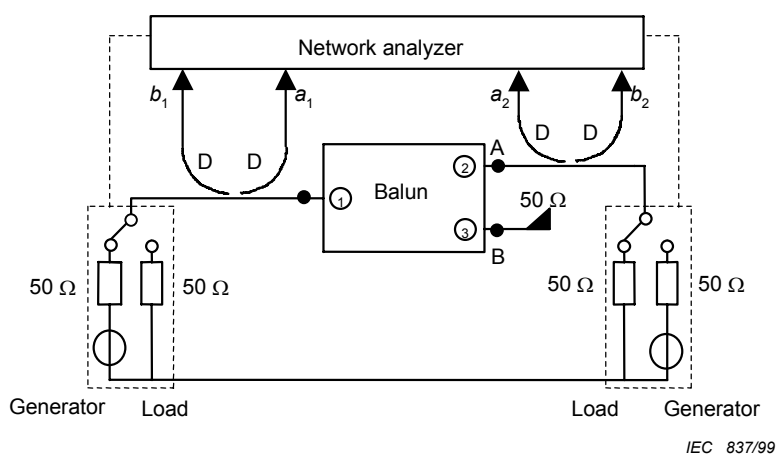 Network analyzer
b1 a1 a2 b2
D D D D
A
2
Balun
50 Ω
1
3
B
50 Ω 50 Ω 50 Ω 50 Ω
Generator Load Load Generator
IEC 837/99